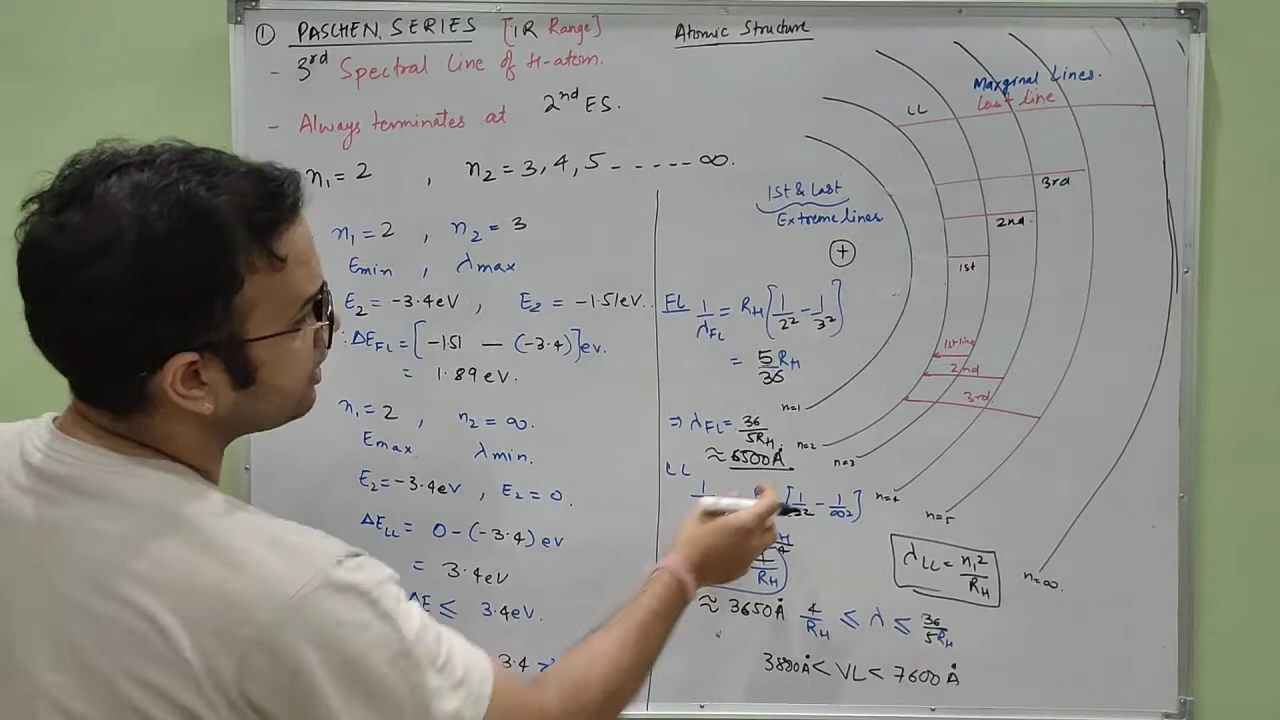 ① PASCHEN SERIES [IR Range]
- 3rd Spectral Line of H-atom.
- Always terminates at 2nd ES.
n₁ = 2 , n₂ = 3, 4, 5 ----- ∞.
n₁ = 2 , n₂ = 3
Emin , λmax
E₂ = -3.4eV , E₂ = -1.51eV.
∴ ΔE_FL = [-1.51 — (-3.4)]ev.
= 1.89 eV.
n₁ = 2 , n₂ = ∞.
Emax λmin.
E₂ = -3.4eV , E₂ = 0.
ΔE_LL = 0 - (-3.4) ev
= 3.4eV
ΔE ≤ 3.4eV.
3.4
Atomic Structure
Marginal Lines.
LL Last line
3rd
1st & Last
Extreme lines
2nd
+
1st
FL 1/λ_FL = R_H [1/2² - 1/3²]
1st line
= 5/36 R_H
2nd
3rd
⇒ λ_FL = 36/5R_H
≈ 6500Å
n=1
n=2
n=3
n=4
n=5
n=∞
LL
1 [1/2² - 1/∞²]
R_H
λ_LL = n₁²/R_H
≈ 3650Å
4/R_H ≤ λ ≤ 36/5R_H
3800Å < VL < 7600Å